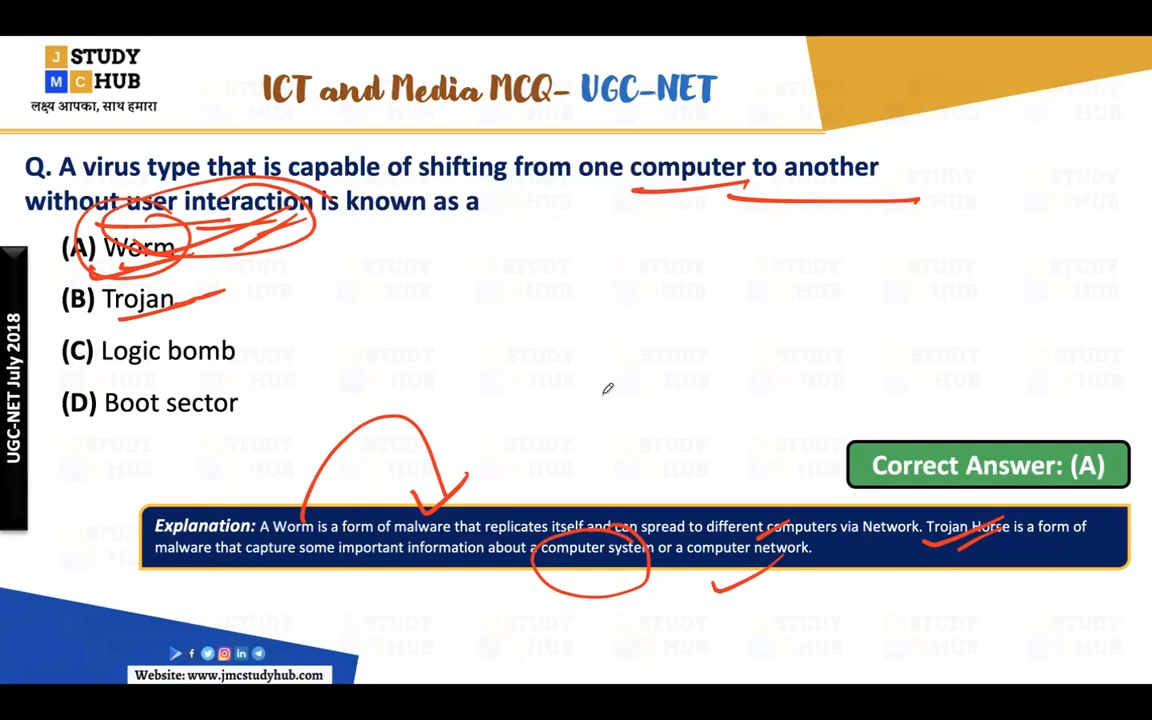 J STUDY
M C HUB
लक्ष्य आपका, साथ हमारा
ICT and Media MCQ- UGC-NET
Q. A virus type that is capable of shifting from one computer to another
without user interaction is known as a
(A) Worm
(B) Trojan
(C) Logic bomb
(D) Boot sector
UGC-NET July 2018
Correct Answer: (A)
Explanation: A Worm is a form of malware that replicates itself and can spread to different computers via Network. Trojan Horse is a form of
malware that capture some important information about a computer system or a computer network.
Website: www.jmcstudyhub.com